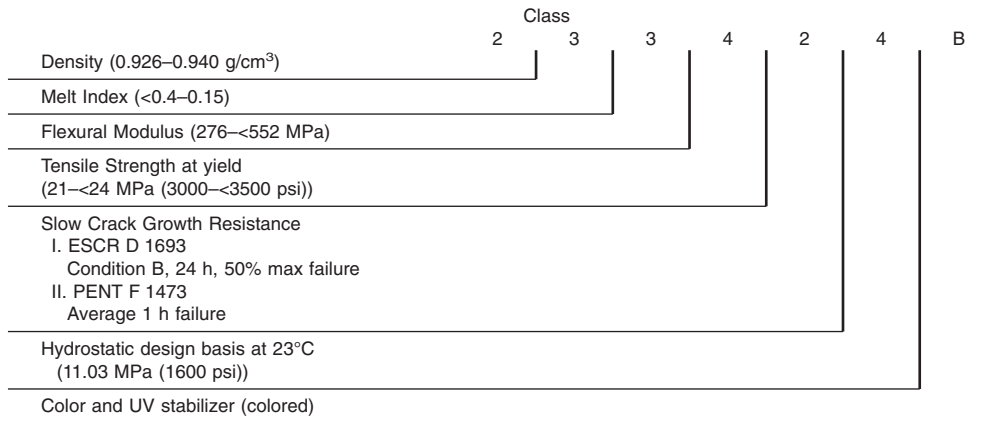 Class
2 3 3 4 2 4 B
Density (0.926–0.940 g/cm³)
Melt Index (<0.4–0.15)
Flexural Modulus (276–<552 MPa)
Tensile Strength at yield
(21–<24 MPa (3000–<3500 psi))
Slow Crack Growth Resistance
I. ESCR D 1693
Condition B, 24 h, 50% max failure
II. PENT F 1473
Average 1 h failure
Hydrostatic design basis at 23°C
(11.03 MPa (1600 psi))
Color and UV stabilizer (colored)